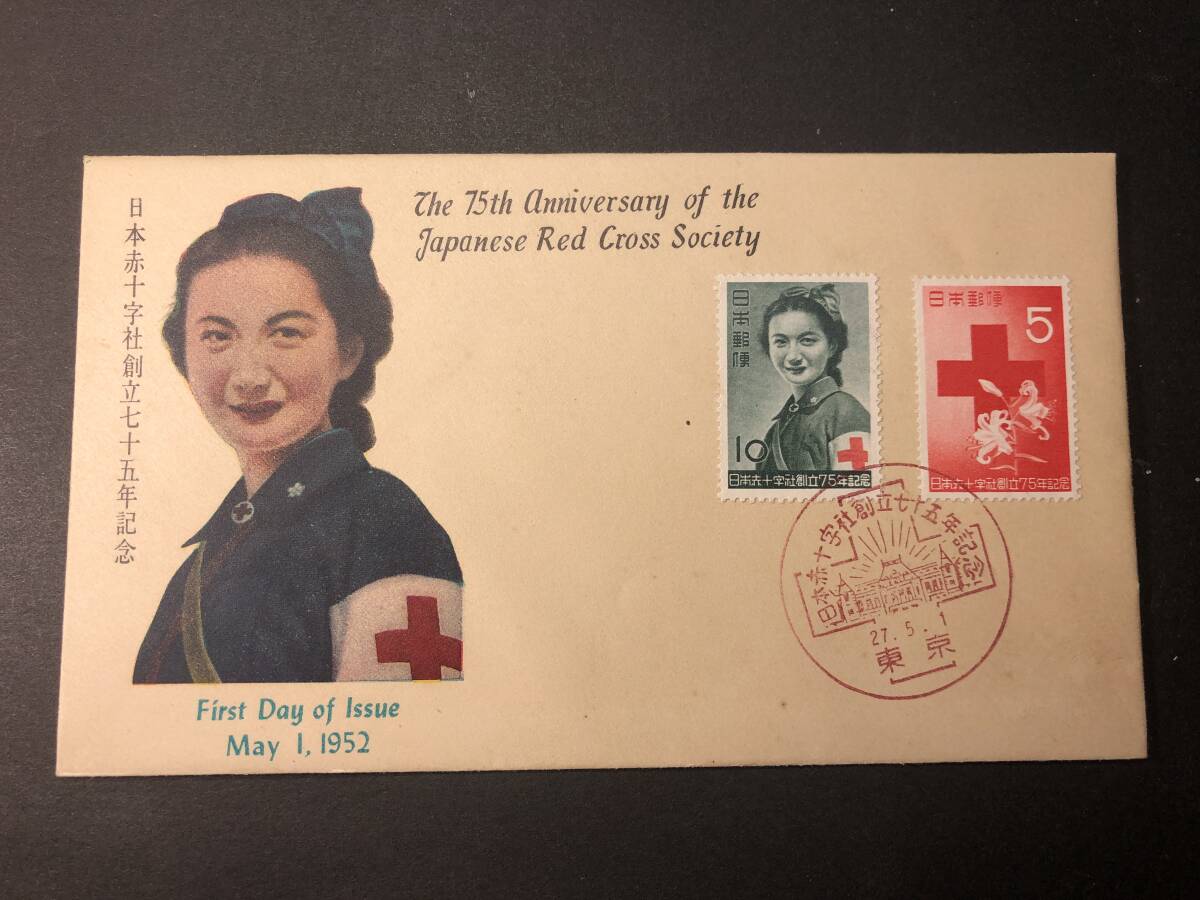 日本赤十字社創立七十五年記念
The 75th Anniversary of the
Japanese Red Cross Society
日本郵便
10
日本赤十字社創立75年記念
日本郵便
5
日本赤十字社創立75年記念
日本赤十字社創立七十五年記念
27.5.1
東京
First Day of Issue
May 1, 1952